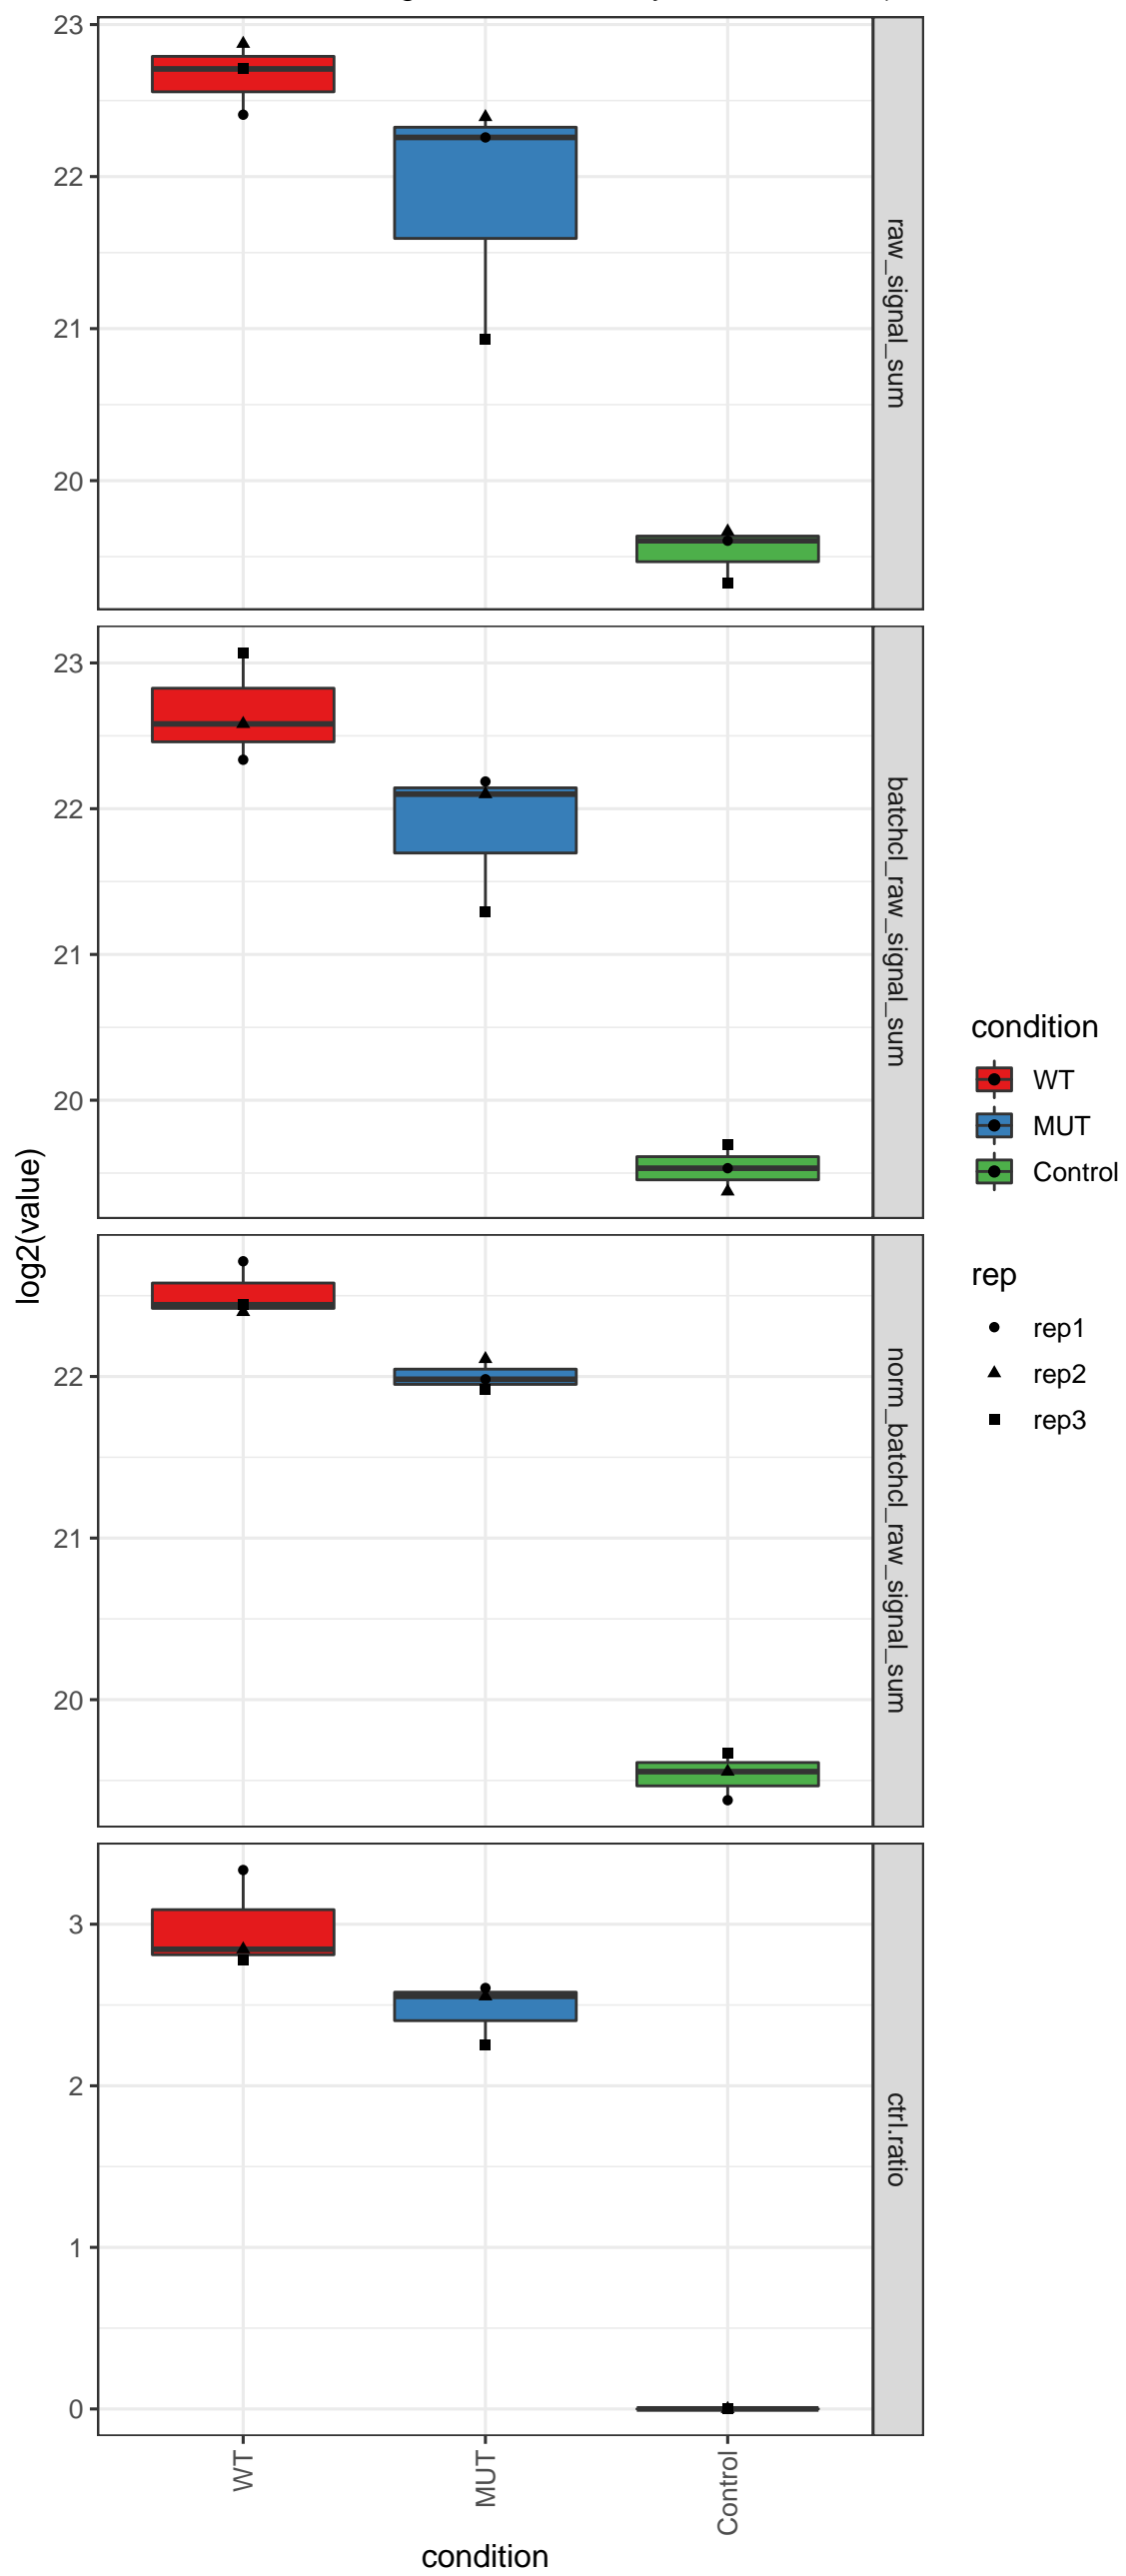 23
22
21
20
raw_signal_sum
23
22
21
20
batchcl_raw_signal_sum
22
21
20
norm_batchcl_raw_signal_sum
3
2
1
0
ctrl.ratio
log2(value)
WT
MUT
Control
condition
condition
WT
MUT
Control
rep
rep1
rep2
rep3